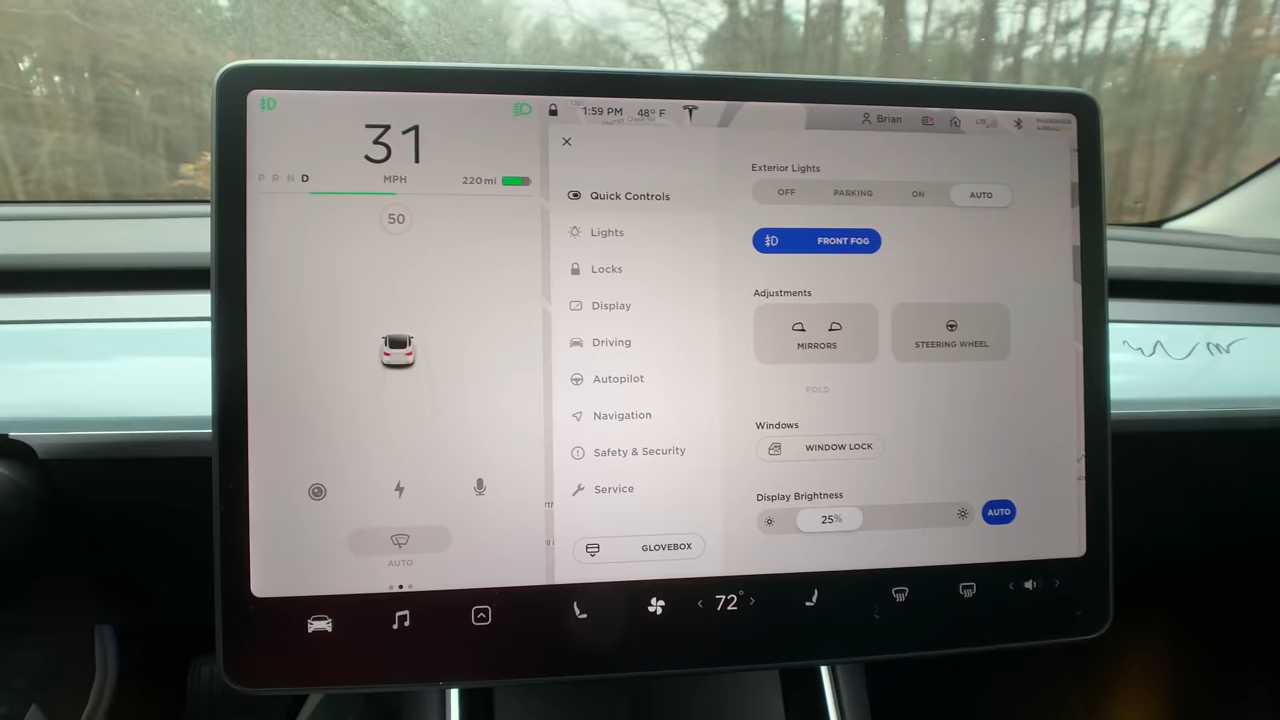 1:59 PM 48° F
Brian
LTE
31
P R N D
MPH
220 mi
50
AUTO
Quick Controls
Lights
Locks
Display
Driving
Autopilot
Navigation
Safety & Security
Service
GLOVEBOX
Exterior Lights
OFF PARKING ON AUTO
FRONT FOG
Adjustments
MIRRORS
STEERING WHEEL
FOLD
Windows
WINDOW LOCK
Display Brightness
25%
AUTO
72°